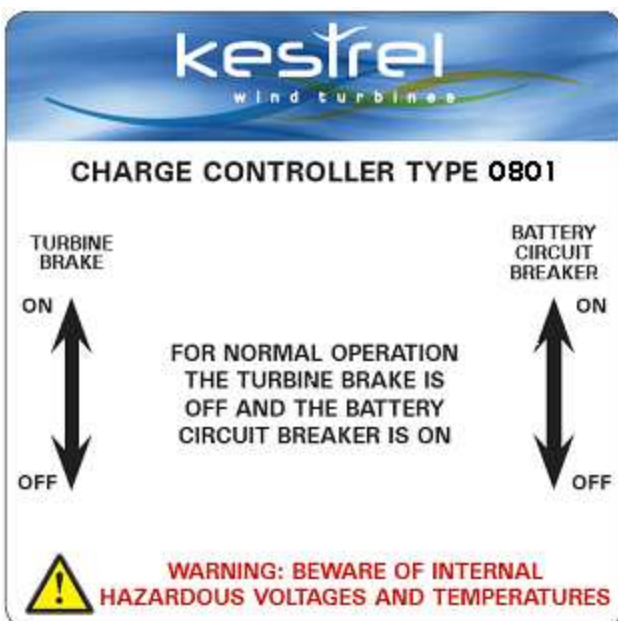 kestrel
wind turbines
CHARGE CONTROLLER TYPE 0801
TURBINE
BRAKE
ON
OFF
FOR NORMAL OPERATION
THE TURBINE BRAKE IS
OFF AND THE BATTERY
CIRCUIT BREAKER IS ON
BATTERY
CIRCUIT
BREAKER
ON
OFF
!
WARNING: BEWARE OF INTERNAL
HAZARDOUS VOLTAGES AND TEMPERATURES